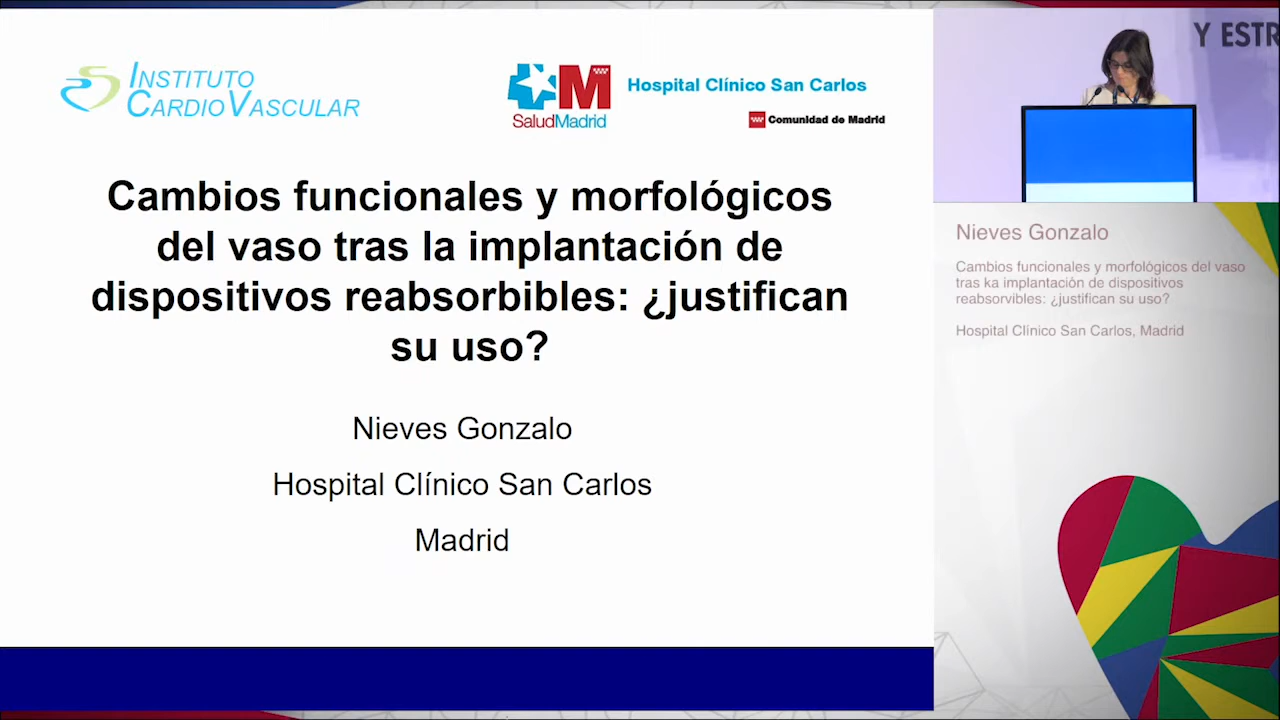 INSTITUTO
CARDIOVASCULAR
SaludMadrid
Hospital Clínico San Carlos
Comunidad de Madrid
Cambios funcionales y morfológicos
del vaso tras la implantación de
dispositivos reabsorbibles: ¿justifican
su uso?
Nieves Gonzalo
Hospital Clínico San Carlos
Madrid
Y ESTR
Nieves Gonzalo
Cambios funcionales y morfológicos del vaso
tras ka implantación de dispositivos
reabsorvibles: ¿justifican su uso?
Hospital Clínico San Carlos, Madrid